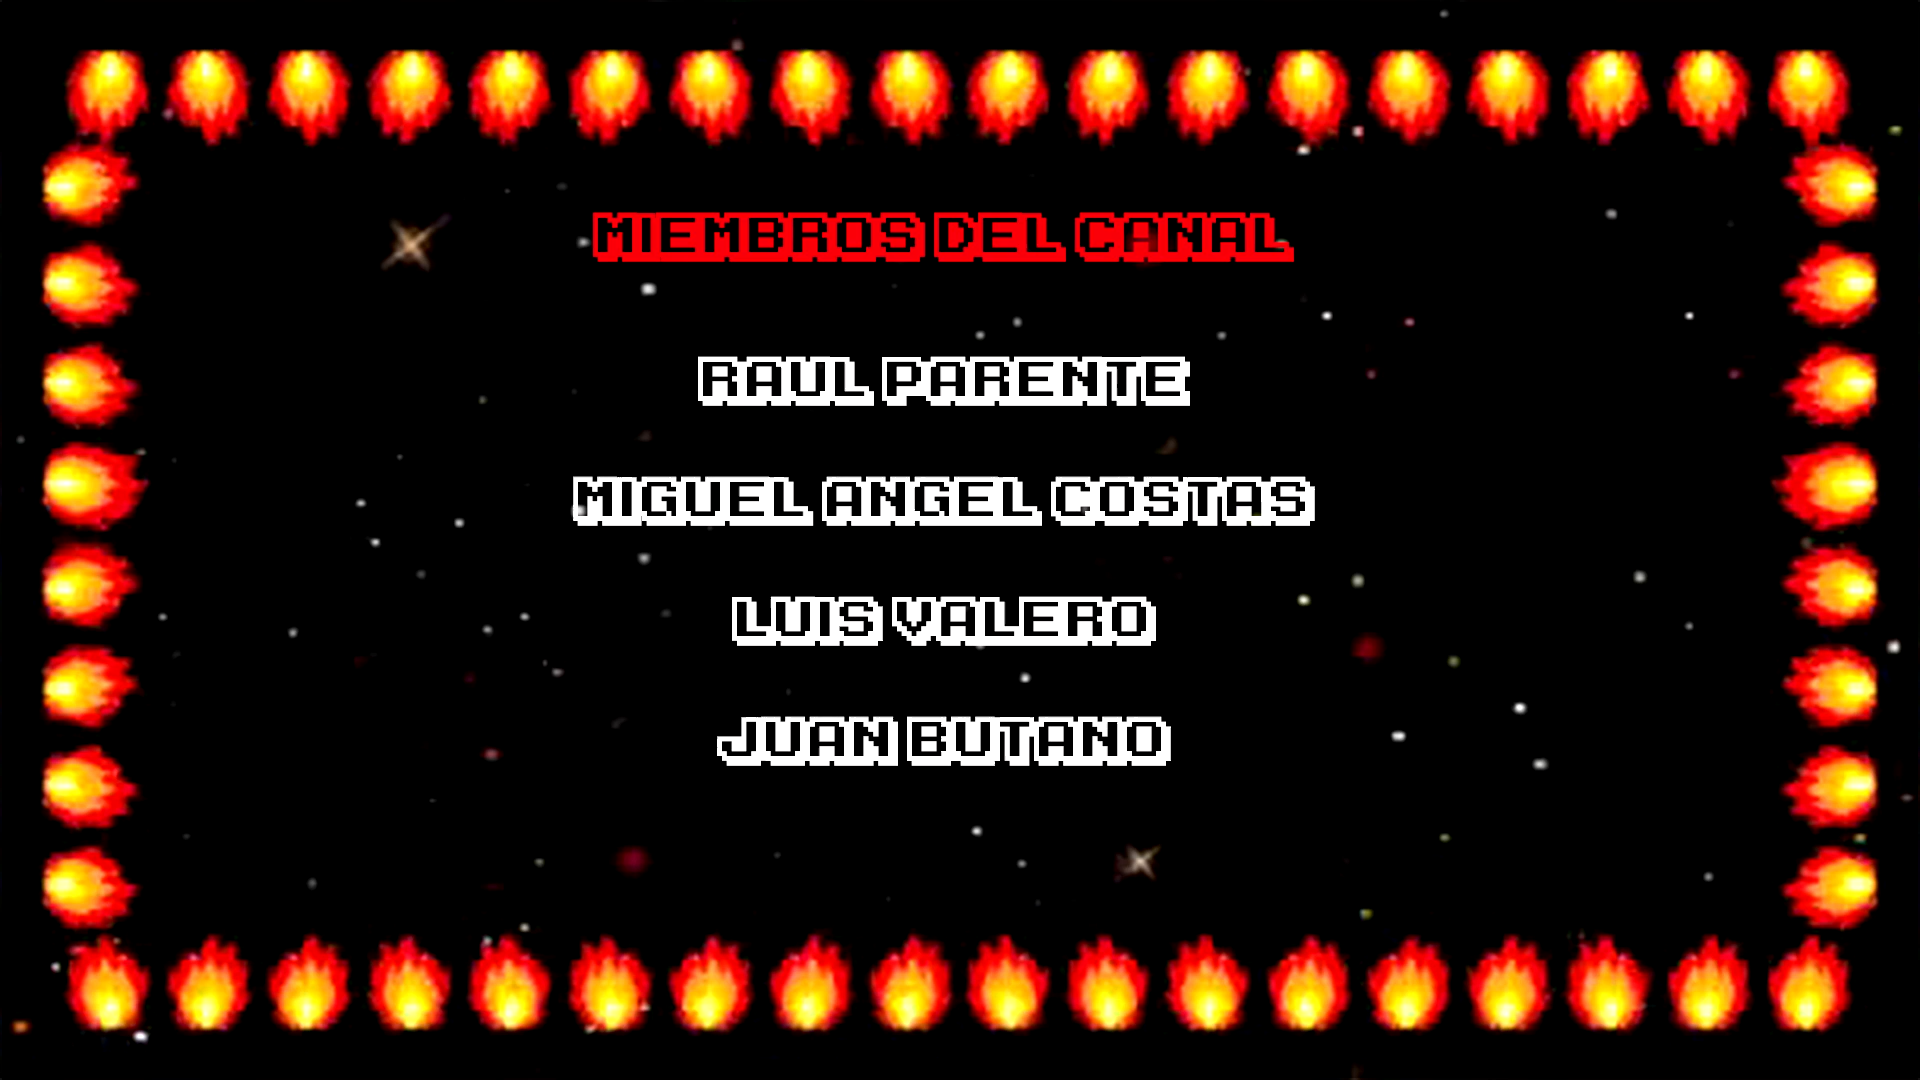 MIEMBROS DEL CANAL
RAUL PARENTE
MIGUEL ANGEL COSTAS
LUIS VALERO
JUAN BUTANO